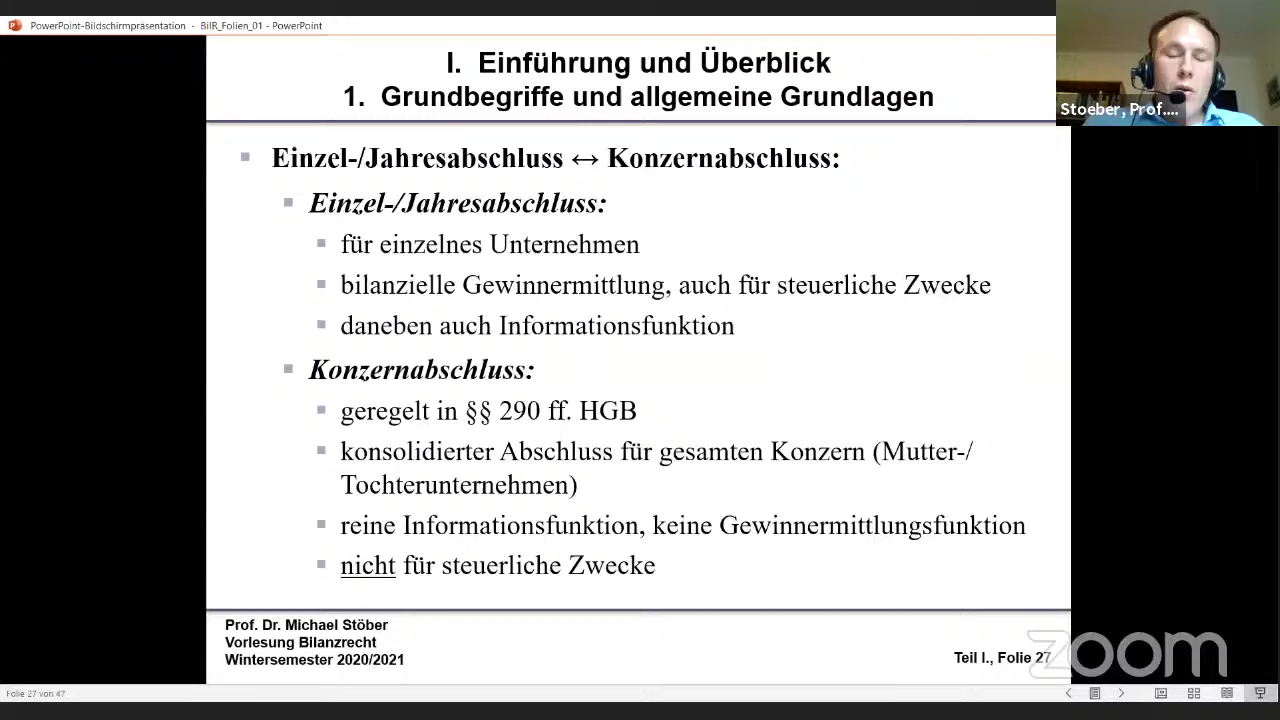 PowerPoint-Bildschirmpräsentation - BilR_Folien_01 - PowerPoint
I. Einführung und Überblick
1. Grundbegriffe und allgemeine Grundlagen
Stoeber, Prof....
Einzel-/Jahresabschluss ↔ Konzernabschluss:
Einzel-/Jahresabschluss:
für einzelnes Unternehmen
bilanzielle Gewinnermittlung, auch für steuerliche Zwecke
daneben auch Informationsfunktion
Konzernabschluss:
geregelt in §§ 290 ff. HGB
konsolidierter Abschluss für gesamten Konzern (Mutter-/
Tochterunternehmen)
reine Informationsfunktion, keine Gewinnermittlungsfunktion
nicht für steuerliche Zwecke
Prof. Dr. Michael Stöber
Vorlesung Bilanzrecht
Wintersemester 2020/2021
Teil I., Folie 27
zoom
Folie 27 von 47